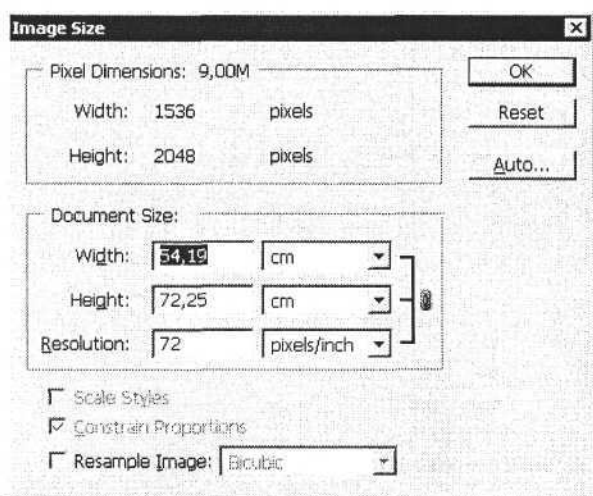 Image Size
Pixel Dimensions: 9,00M
OK
Width: 1536 pixels
Reset
Height: 2048 pixels
Auto...
Document Size:
Width: 54,19 cm
Height: 72,25 cm
Resolution: 72 pixels/inch
Scale Styles
Constrain Proportions
Resample Image: Bicubic